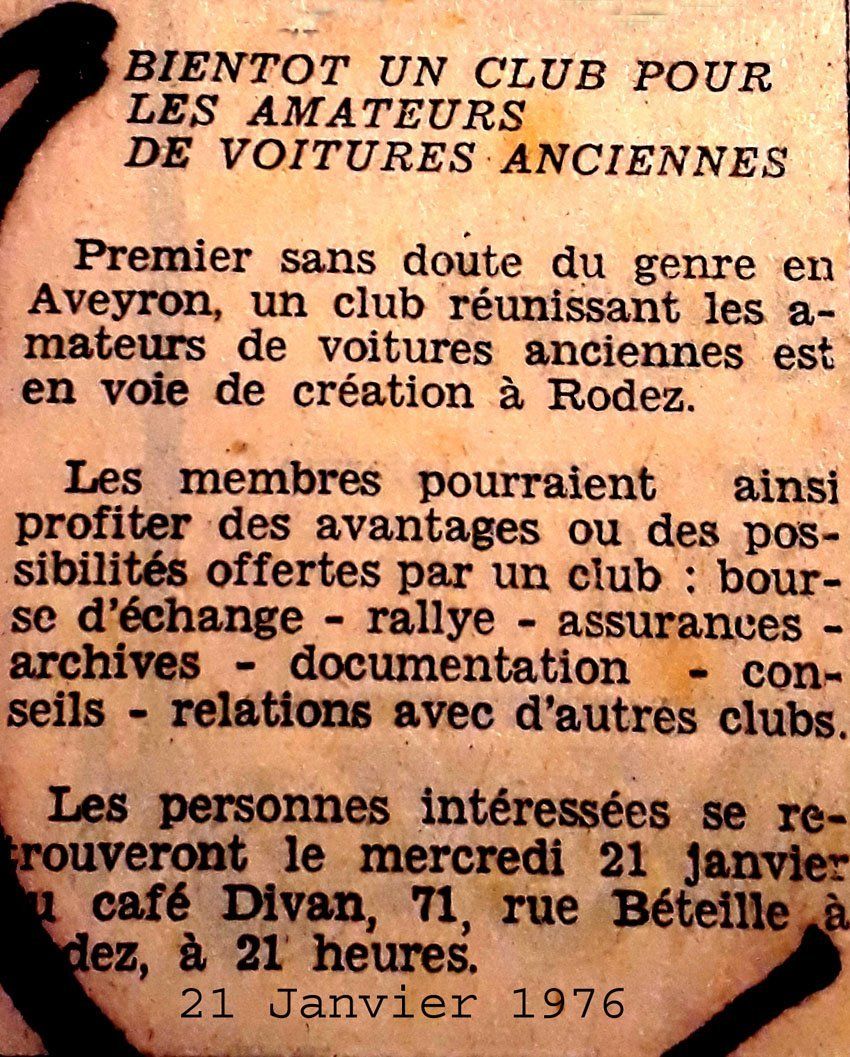 BIENTOT UN CLUB POUR
LES AMATEURS
DE VOITURES ANCIENNES
Premier sans doute du genre en
Aveyron, un club réunissant les a-
mateurs de voitures anciennes est
en voie de création à Rodez.
Les membres pourraient ainsi
profiter des avantages ou des pos-
sibilités offertes par un club : bour-
se d'échange - rallye - assurances -
archives - documentation - con-
seils - relations avec d'autres clubs.
Les personnes intéressées se re-
trouveront le mercredi 21 janvier
u café Divan, 71, rue Béteille à
dez, à 21 heures.
21 Janvier 1976